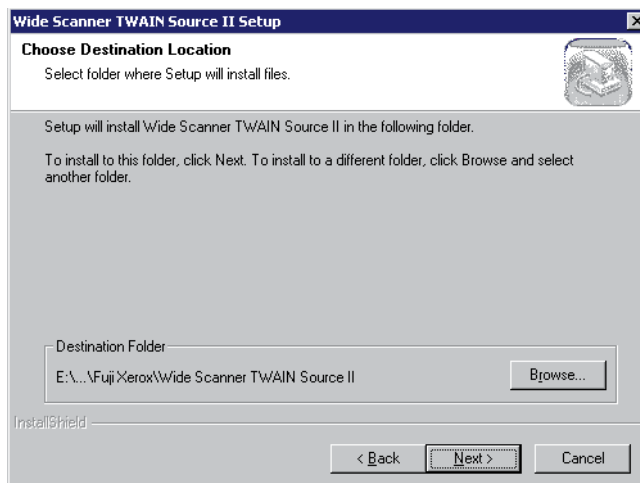 Wide Scanner TWAIN Source II Setup
Choose Destination Location
Select folder where Setup will install files.
Setup will install Wide Scanner TWAIN Source II in the following folder.
To install to this folder, click Next. To install to a different folder, click Browse and select
another folder.
Destination Folder
E:\...\Fuji Xerox\Wide Scanner TWAIN Source II
Browse...
InstallShield
< Back
Next >
Cancel